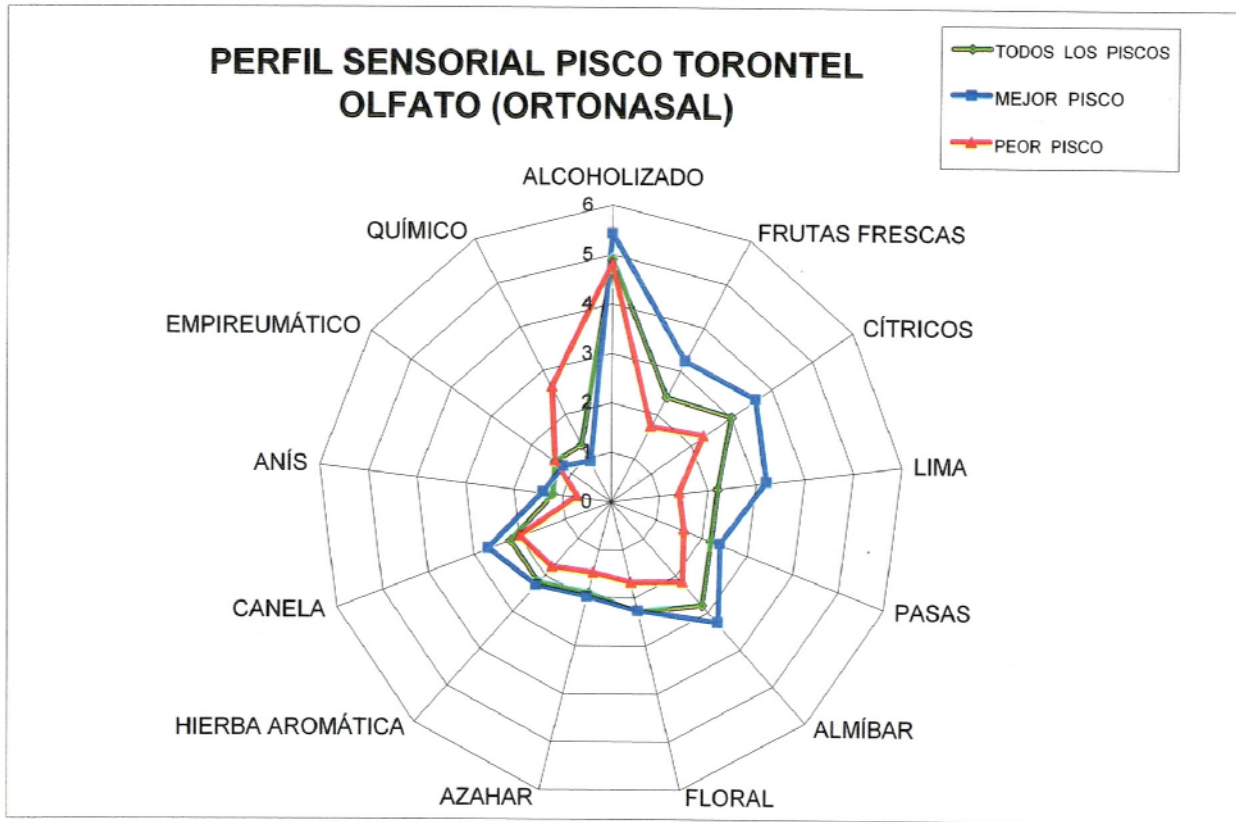 PERFIL SENSORIAL PISCO TORONTEL
OLFATO (ORTONASAL)
TODOS LOS PISCOS
MEJOR PISCO
PEOR PISCO
ALCOHOLIZADO
FRUTAS FRESCAS
CÍTRICOS
LIMA
PASAS
ALMÍBAR
FLORAL
AZAHAR
HIERBA AROMÁTICA
CANELA
ANÍS
EMPIREUMÁTICO
QUÍMICO
6
5
4
3
2
1
0